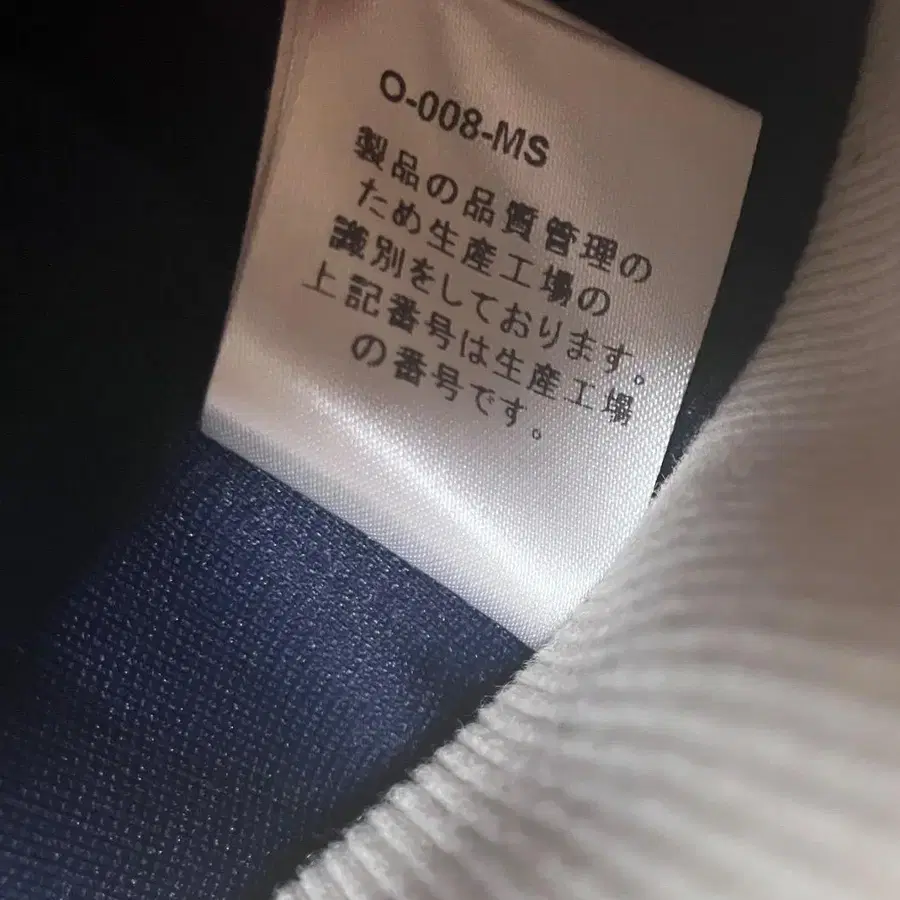 O-008-MS
製品の品質管理の
ため生産工場の
識別をしております。
上記番号は生産工場
の番号です。